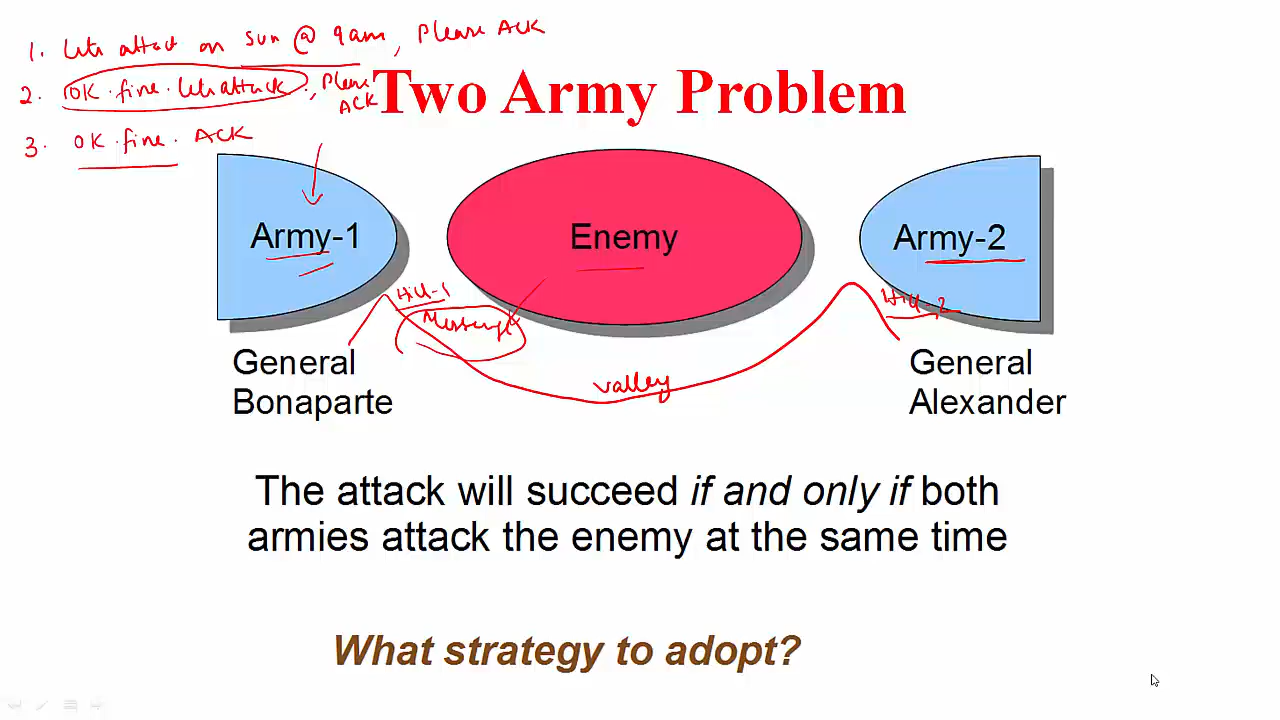 1. lets attact on sun @ 9am, Please ACK
2. OK. fine. lets attack., Please ACK
3. OK. fine. ACK
Two Army Problem
Army-1
Enemy
Army-2
Hill-1
Hill-2
Message
valley
General
Bonaparte
General
Alexander
The attack will succeed if and only if both
armies attack the enemy at the same time
What strategy to adopt?